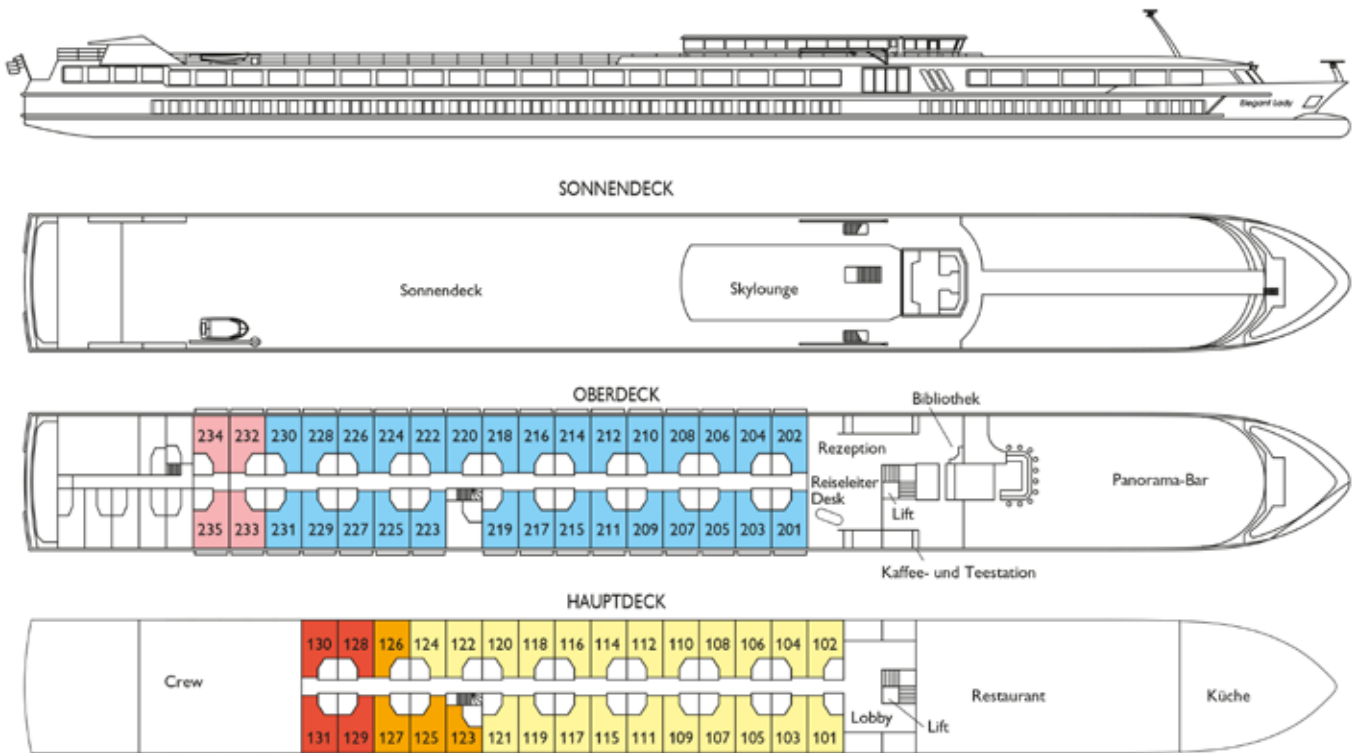 Elegant Lady
SONNENDECK
Sonnendeck
Skylounge
OBERDECK
Bibliothek
234 232 230 228 226 224 222 220 218 216 214 212 210 208 206 204 202
Rezeption
Reiseleiter
Desk
Panorama-Bar
Lift
235 233 231 229 227 225 223 219 217 215 211 209 207 205 203 201
Kaffee- und Teestation
HAUPTDECK
130 128 126 124 122 120 118 116 114 112 110 108 106 104 102
Crew
Restaurant
Küche
Lobby
Lift
131 129 127 125 123 121 119 117 115 111 109 107 105 103 101